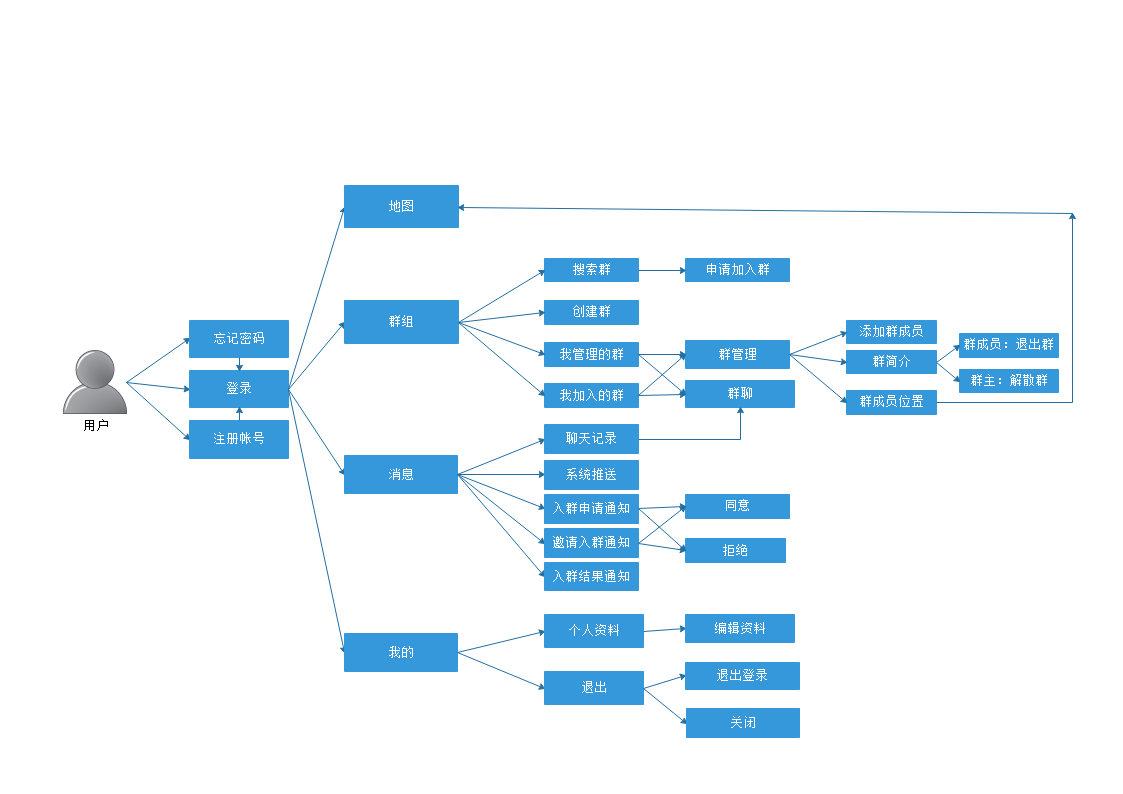 地图
搜索群
申请加入群
创建群
群组
忘记密码
我管理的群
群管理
添加群成员
群成员：退出群
群简介
登录
我加入的群
群聊
群主：解散群
群成员位置
用户
注册帐号
聊天记录
消息
系统推送
入群申请通知
同意
邀请入群通知
拒绝
入群结果通知
个人资料
编辑资料
我的
退出
退出登录
关闭